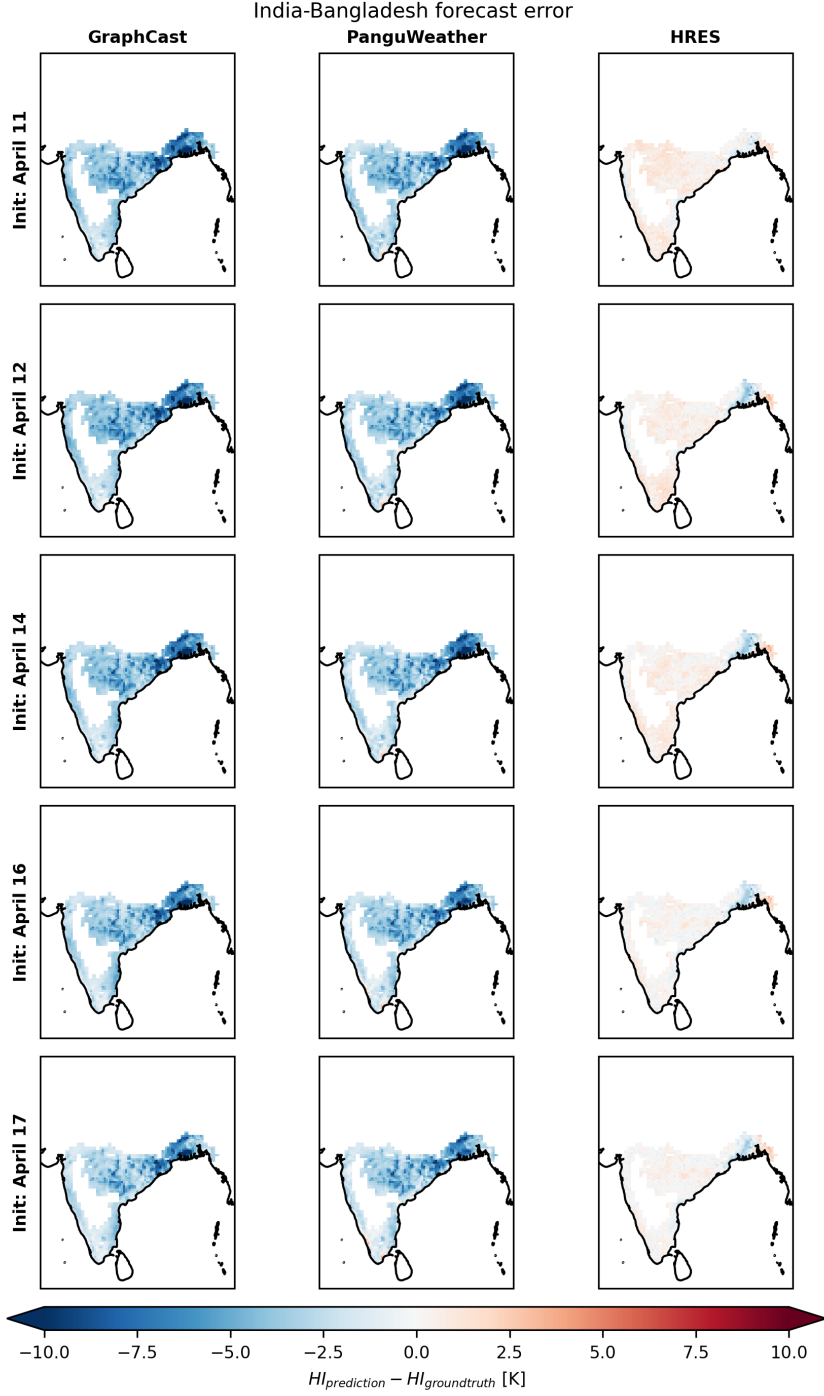 India-Bangladesh forecast error
GraphCast PanguWeather HRES
Init: April 11
Init: April 12
Init: April 14
Init: April 16
Init: April 17
−10.0 −7.5 −5.0 −2.5 0.0 2.5 5.0 7.5 10.0
HI_prediction − HI_groundtruth [K]